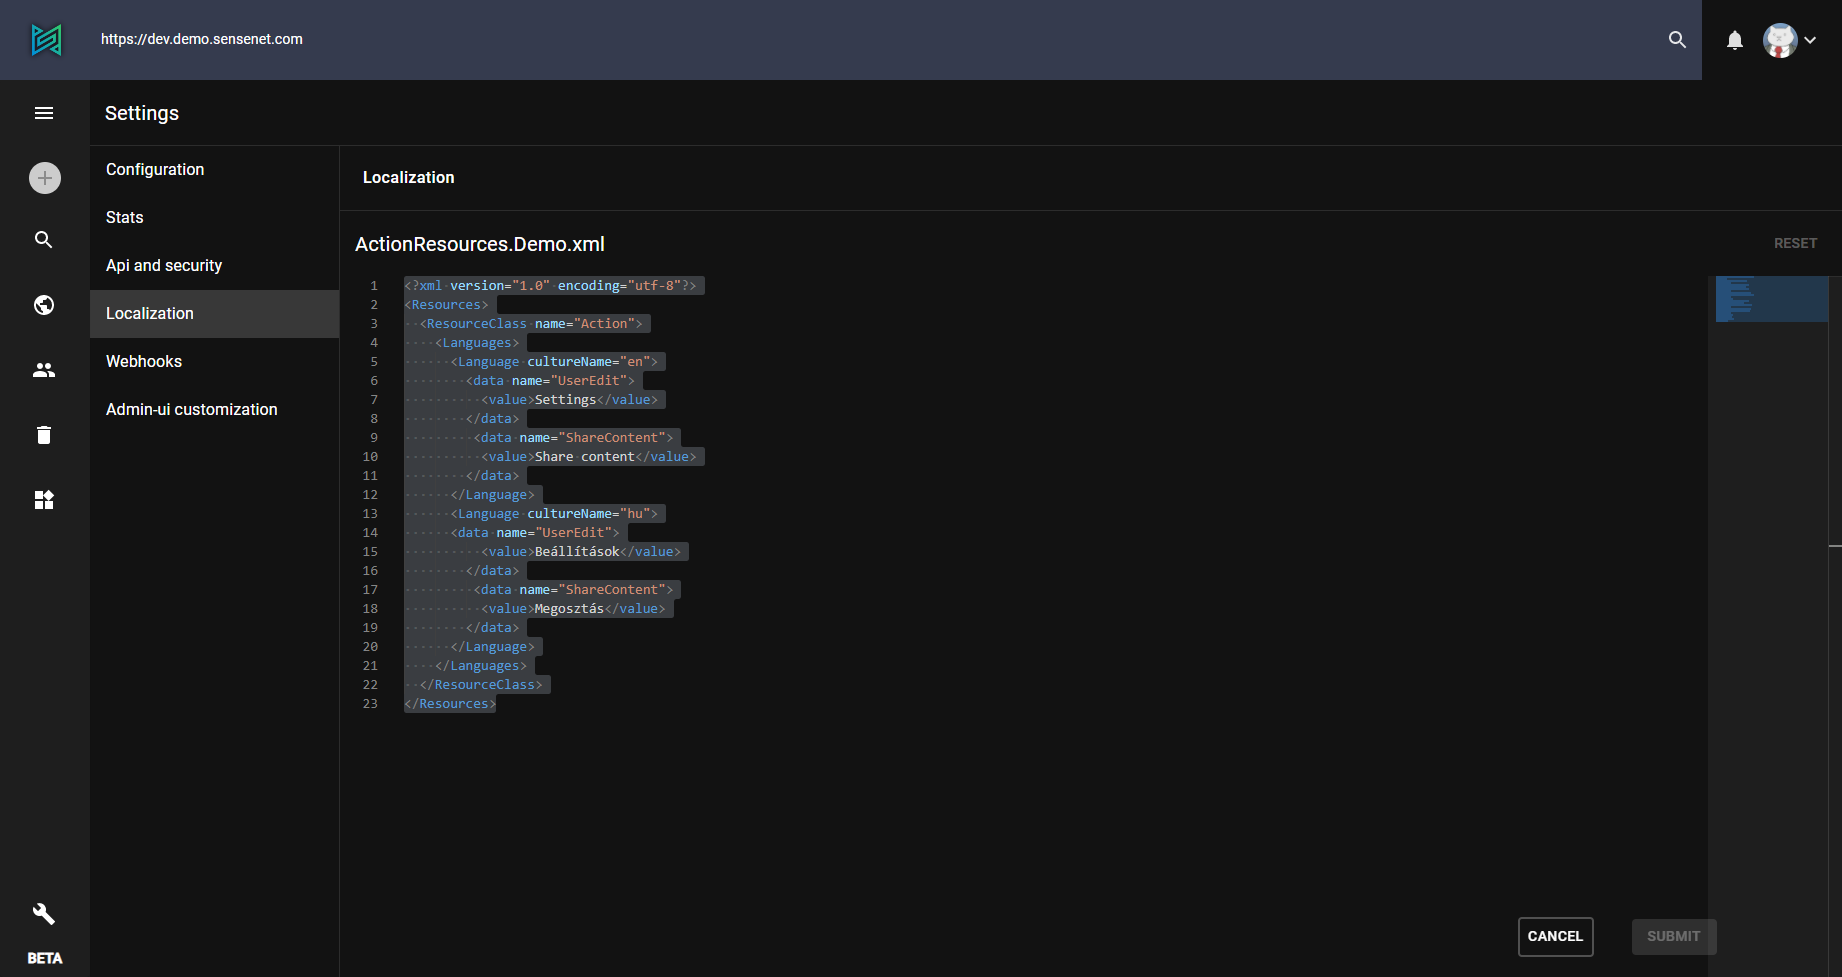 https://dev.demo.sensenet.com
Settings
Configuration
Stats
Api and security
Localization
Webhooks
Admin-ui customization
BETA
Localization
ActionResources.Demo.xml
RESET
1 <?xml version="1.0" encoding="utf-8"?>
2 <Resources>
3   <ResourceClass name="Action">
4     <Languages>
5       <Language cultureName="en">
6         <data name="UserEdit">
7           <value>Settings</value>
8         </data>
9          <data name="ShareContent">
10           <value>Share content</value>
11         </data>
12       </Language>
13       <Language cultureName="hu">
14       <data name="UserEdit">
15           <value>Beállítások</value>
16         </data>
17          <data name="ShareContent">
18           <value>Megosztás</value>
19         </data>
20       </Language>
21     </Languages>
22   </ResourceClass>
23 </Resources>
CANCEL
SUBMIT